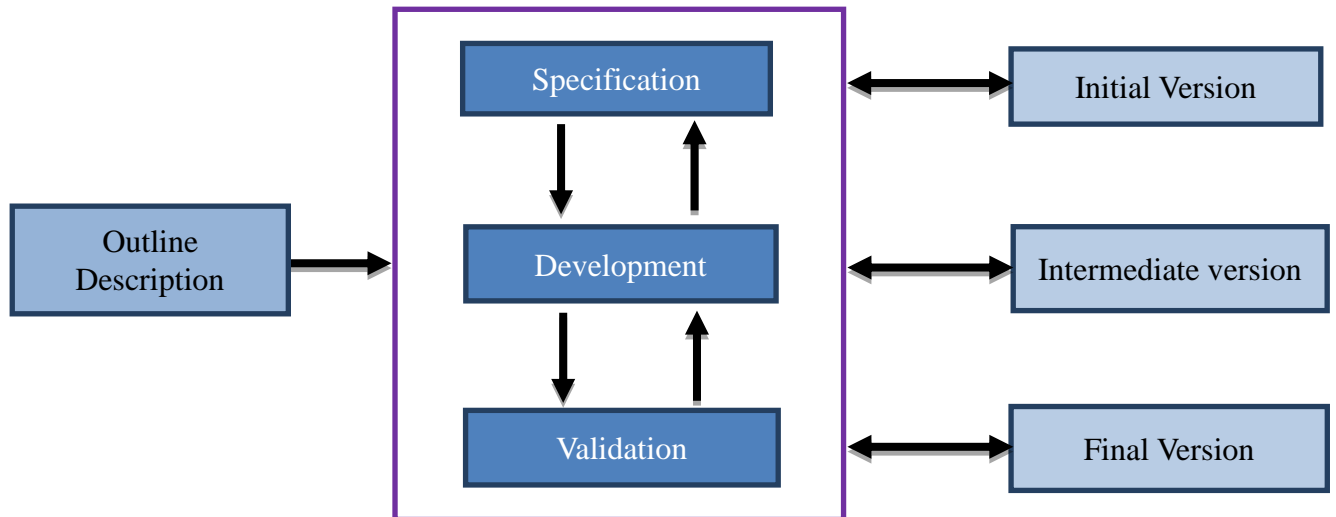 Specification
Initial Version
Outline
Description
Development
Intermediate version
Validation
Final Version